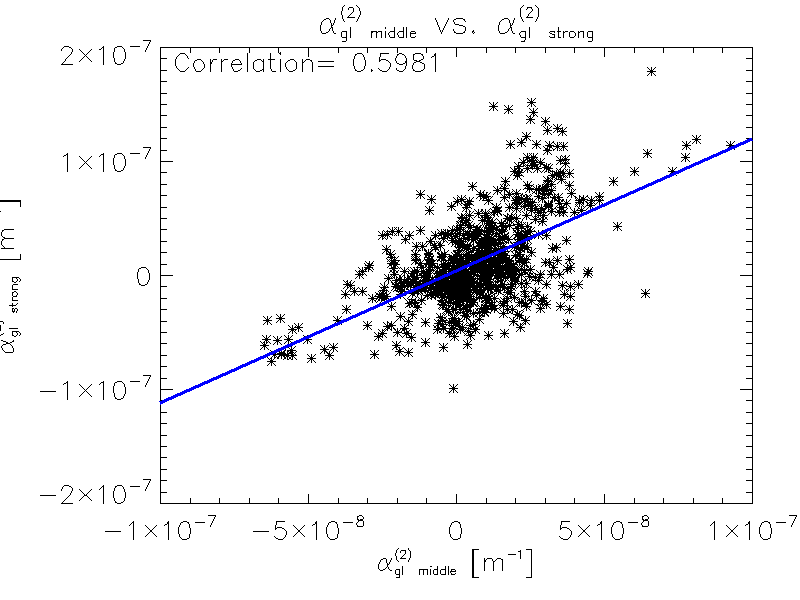 α_gl middle^(2) VS. α_gl strong^(2)
Correlation= 0.5981
2×10^-7
1×10^-7
0
-1×10^-7
-2×10^-7
strong [m
-1×10^-7 -5×10^-8 0 5×10^-8 1×10^-7
α_gl middle^(2) [m^-1]